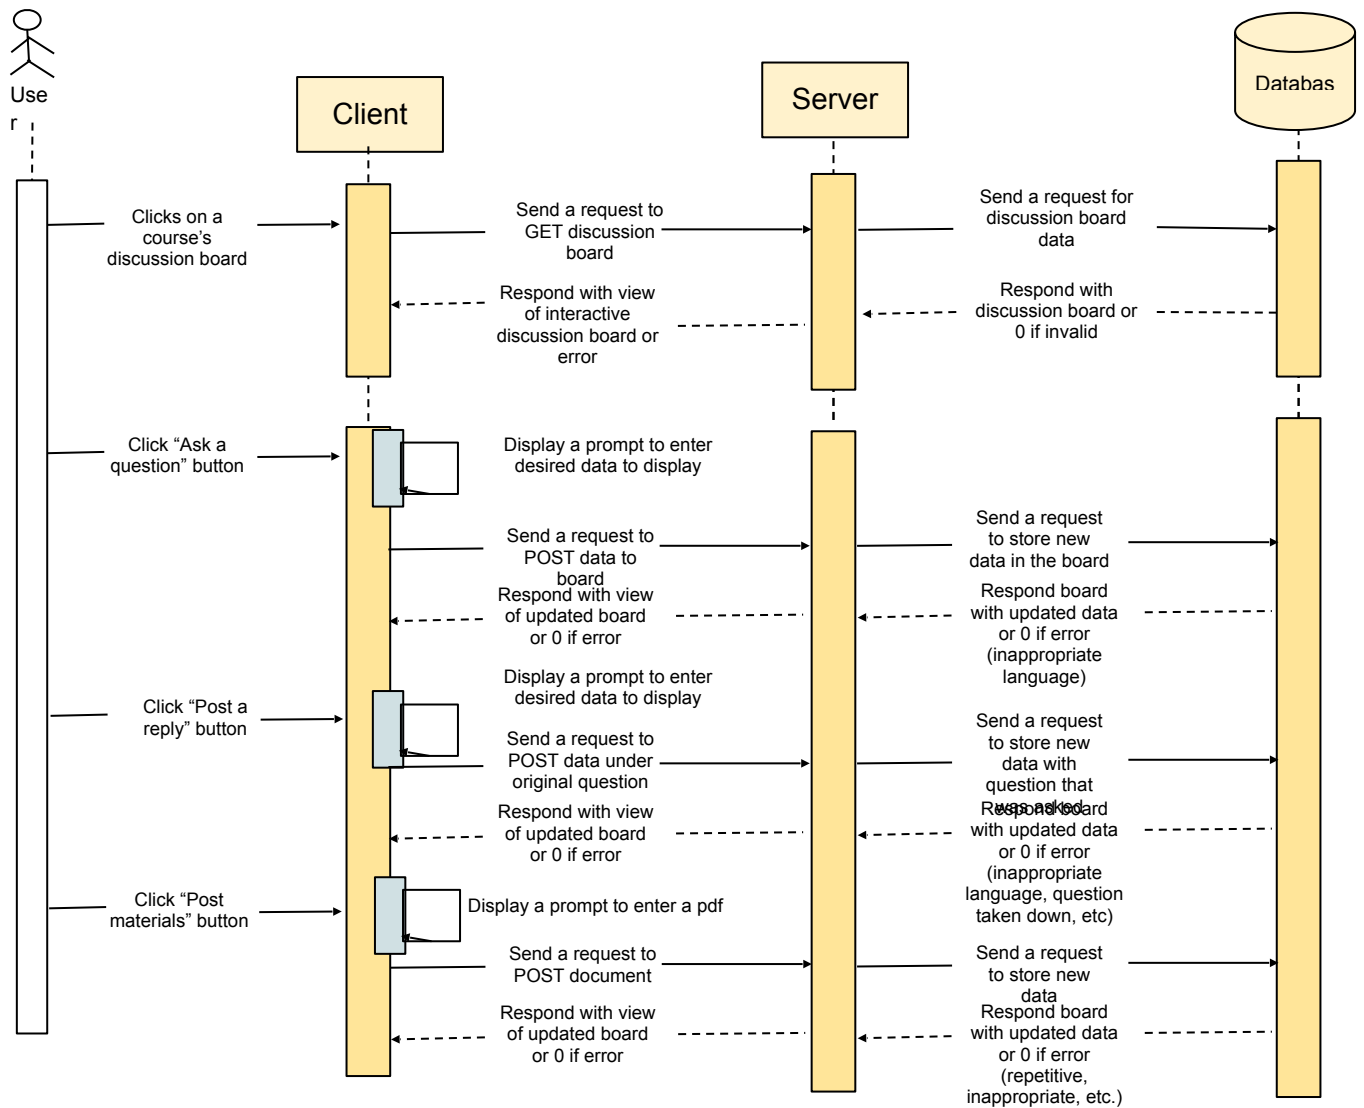 Use
r
Client
Server
Databas
Clicks on a
course's
discussion board
Send a request to
GET discussion
board
Send a request for
discussion board
data
Respond with view
of interactive
discussion board or
error
Respond with
discussion board or
0 if invalid
Click “Ask a
question” button
Display a prompt to enter
desired data to display
Send a request to
POST data to
board
Send a request
to store new
data in the board
Respond with view
of updated board
or 0 if error
Respond board
with updated data
or 0 if error
(inappropriate
language)
Click “Post a
reply” button
Display a prompt to enter
desired data to display
Send a request to
POST data under
original question
Send a request
to store new
data with
question that
was asked
Respond with view
of updated board
or 0 if error
Respond board
with updated data
or 0 if error
(inappropriate
language, question
taken down, etc)
Click “Post
materials” button
Display a prompt to enter a pdf
Send a request to
POST document
Send a request
to store new
data
Respond with view
of updated board
or 0 if error
Respond board
with updated data
or 0 if error
(repetitive,
inappropriate, etc.)